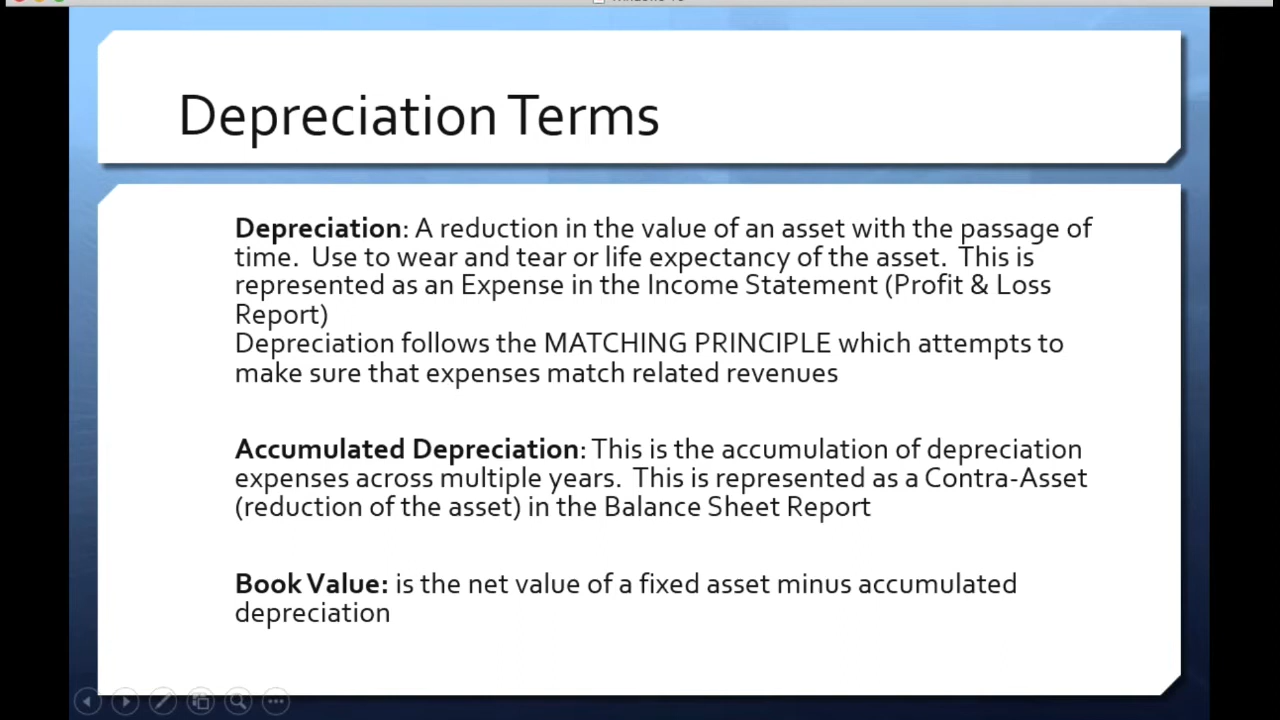 Depreciation Terms
Depreciation: A reduction in the value of an asset with the passage of
time.  Use to wear and tear or life expectancy of the asset.  This is
represented as an Expense in the Income Statement (Profit & Loss
Report)
Depreciation follows the MATCHING PRINCIPLE which attempts to
make sure that expenses match related revenues
Accumulated Depreciation: This is the accumulation of depreciation
expenses across multiple years.  This is represented as a Contra-Asset
(reduction of the asset) in the Balance Sheet Report
Book Value: is the net value of a fixed asset minus accumulated
depreciation